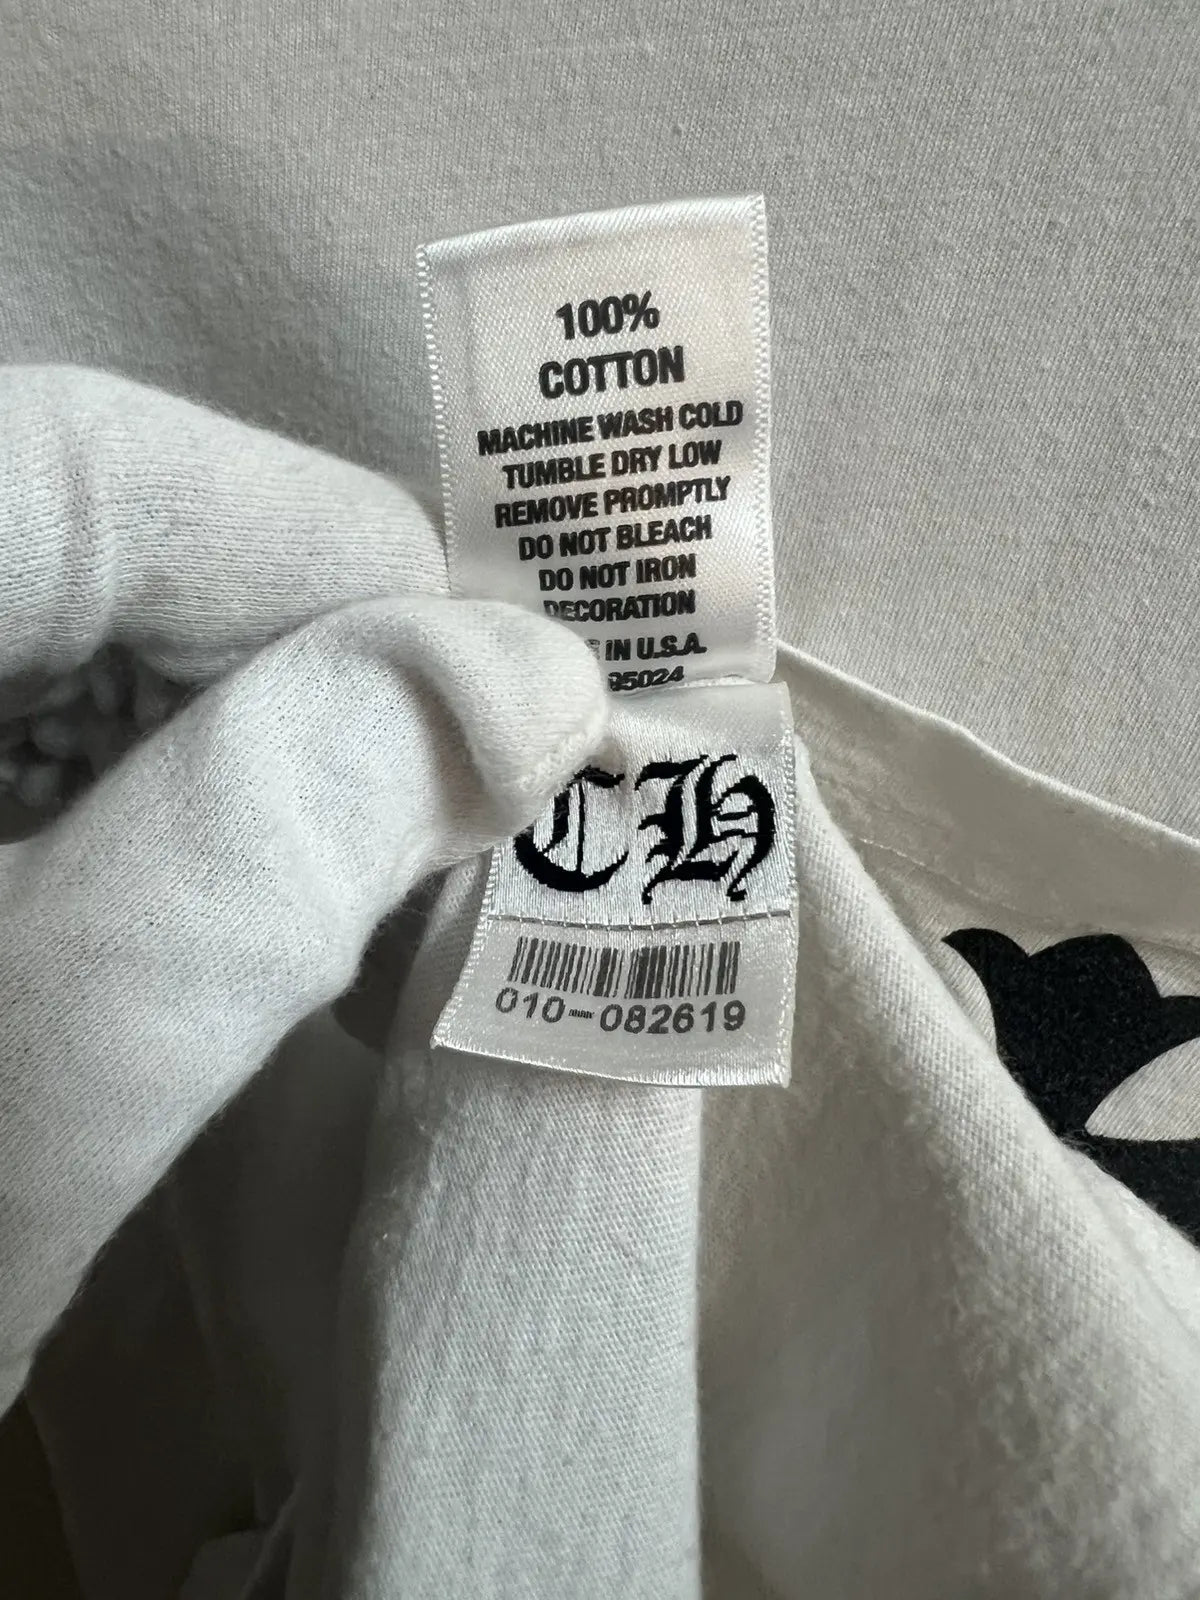 100%
COTTON
MACHINE WASH COLD
TUMBLE DRY LOW
REMOVE PROMPTLY
DO NOT BLEACH
DO NOT IRON
DECORATION
IN U.S.A.
85024
CH
010 082619